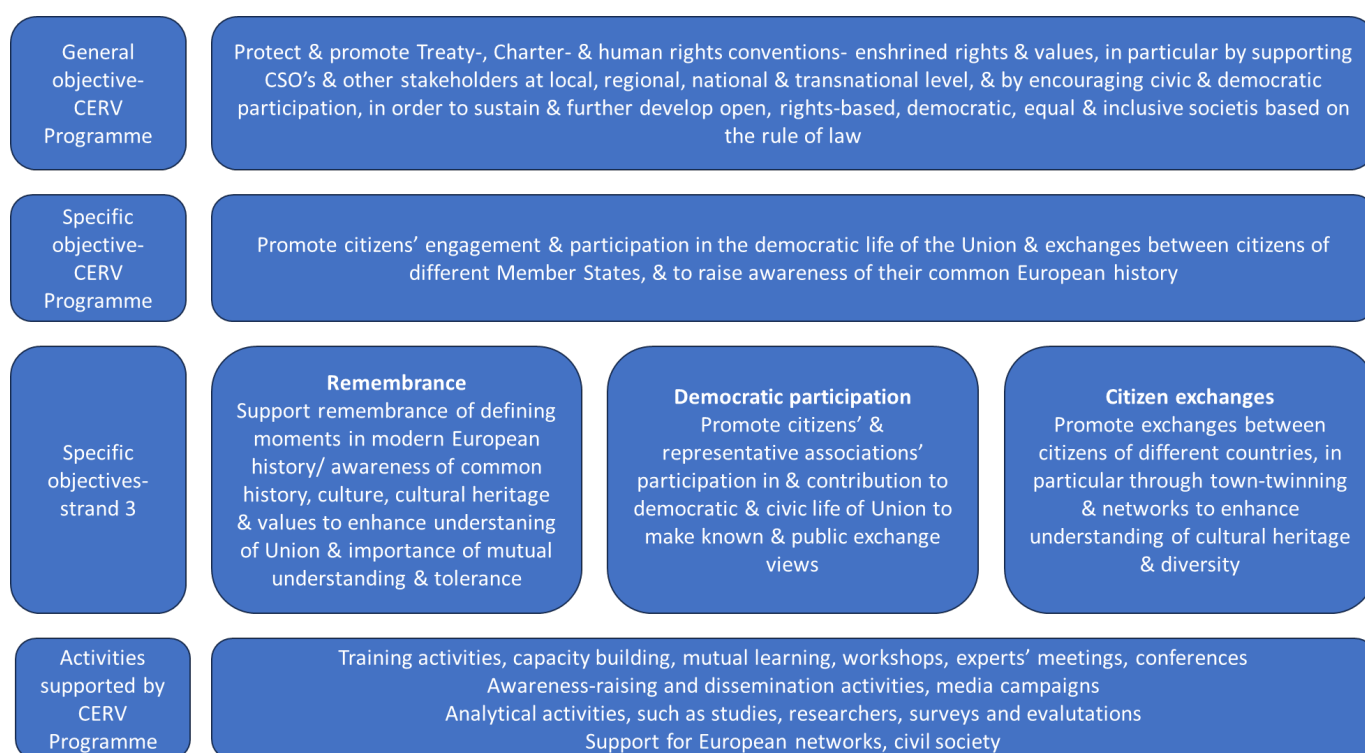 General
objective-
CERV
Programme
Protect & promote Treaty-, Charter- & human rights conventions- enshrined rights & values, in particular by supporting
CSO's & other stakeholders at local, regional, national & transnational level, & by encouraging civic & democratic
participation, in order to sustain & further develop open, rights-based, democratic, equal & inclusive societis based on
the rule of law
Specific
objective-
CERV
Programme
Promote citizens' engagement & participation in the democratic life of the Union & exchanges between citizens of
different Member States, & to raise awareness of their common European history
Specific
objectives-
strand 3
Remembrance
Support remembrance of defining
moments in modern European
history/ awareness of common
history, culture, cultural heritage
& values to enhance understaning
of Union & importance of mutual
understanding & tolerance
Democratic participation
Promote citizens' &
representative associations'
participation in & contribution to
democratic & civic life of Union to
make known & public exchange
views
Citizen exchanges
Promote exchanges between
citizens of different countries, in
particular through town-twinning
& networks to enhance
understanding of cultural heritage
& diversity
Activities
supported by
CERV
Programme
Training activities, capacity building, mutual learning, workshops, experts' meetings, conferences
Awareness-raising and dissemination activities, media campaigns
Analytical activities, such as studies, researchers, surveys and evalutations
Support for European networks, civil society